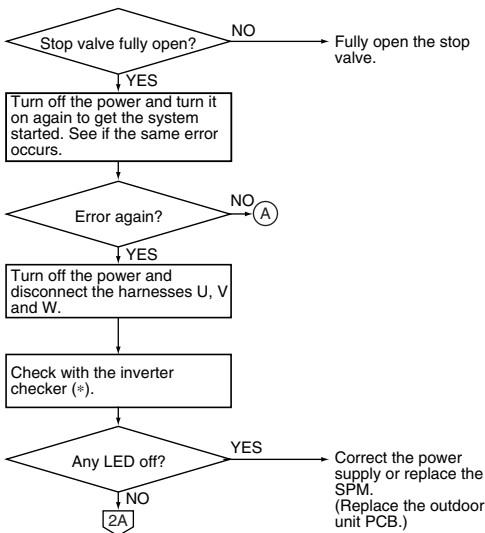 Stop valve fully open?
NO
Fully open the stop
valve.
YES
Turn off the power and turn it
on again to get the system
started. See if the same error
occurs.
Error again?
NO
A
YES
Turn off the power and
disconnect the harnesses U, V
and W.
Check with the inverter
checker (*).
Any LED off?
YES
Correct the power
supply or replace the
SPM.
(Replace the outdoor
unit PCB.)
NO
2A